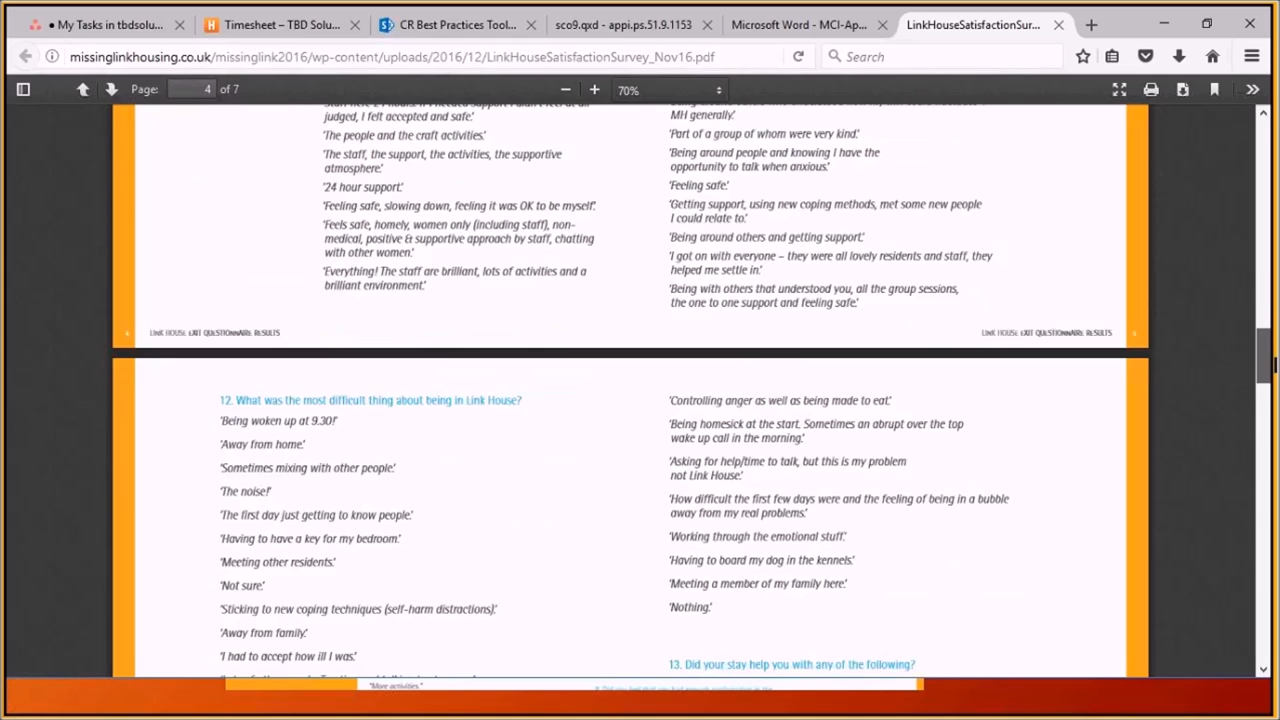 ● My Tasks in tbdsol...
Timesheet – TBD Solu...
CR Best Practices Tool...
sco9.qxd - appi.ps.51.9.1153
Microsoft Word - MCI-Ap...
LinkHouseSatisfactionSur...
missinglinkhousing.co.uk/missinglink2016/wp-content/uploads/2016/12/LinkHouseSatisfactionSurvey_Nov16.pdf
Search
Page: 4 of 7
70%
judged, I felt accepted and safe.'
'The people and the craft activities.'
'The staff, the support, the activities, the supportive
atmosphere.'
'24 hour support.'
'Feeling safe, slowing down, feeling it was OK to be myself'.
'Feels safe, homely, women only (including staff), non-
medical, positive & supportive approach by staff, chatting
with other women.'
'Everything! The staff are brilliant, lots of activities and a
brilliant environment.'
MH generally.'
'Part of a group of whom were very kind.'
'Being around people and knowing I have the
opportunity to talk when anxious.'
'Feeling safe.'
'Getting support, using new coping methods, met some new people
I could relate to.'
'Being around others and getting support.'
'I got on with everyone – they were all lovely residents and staff, they
helped me settle in.'
'Being with others that understood you, all the group sessions,
the one to one support and feeling safe.'
LINK HOUSE EXIT QUESTIONNAIRE RESULTS
LINK HOUSE EXIT QUESTIONNAIRE RESULTS
12. What was the most difficult thing about being in Link House?
'Being woken up at 9.30!'
'Away from home.'
'Sometimes mixing with other people.'
'The noise!'
'The first day just getting to know people.'
'Having to have a key for my bedroom.'
'Meeting other residents.'
'Not sure.'
'Sticking to new coping techniques (self-harm distractions).'
'Away from family.'
'I had to accept how ill I was.'
'Controlling anger as well as being made to eat.'
'Being homesick at the start. Sometimes an abrupt over the top
wake up call in the morning.'
'Asking for help/time to talk, but this is my problem
not Link House.'
'How difficult the first few days were and the feeling of being in a bubble
away from my real problems.'
'Working through the emotional stuff.'
'Having to board my dog in the kennels.'
'Meeting a member of my family here.'
'Nothing.'
13. Did your stay help you with any of the following?
"More activities."